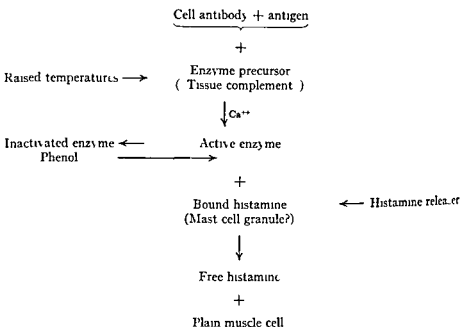 Cell antibody + antigen
+
Raised temperatures → Enzyme precursor
( Tissue complement )
↓ Ca++
Inactivated enzyme ← Active enzyme
Phenol →
+
Bound histamine ← Histamine releaser
(Mast cell granule?)
↓
Free histamine
+
Plain muscle cell